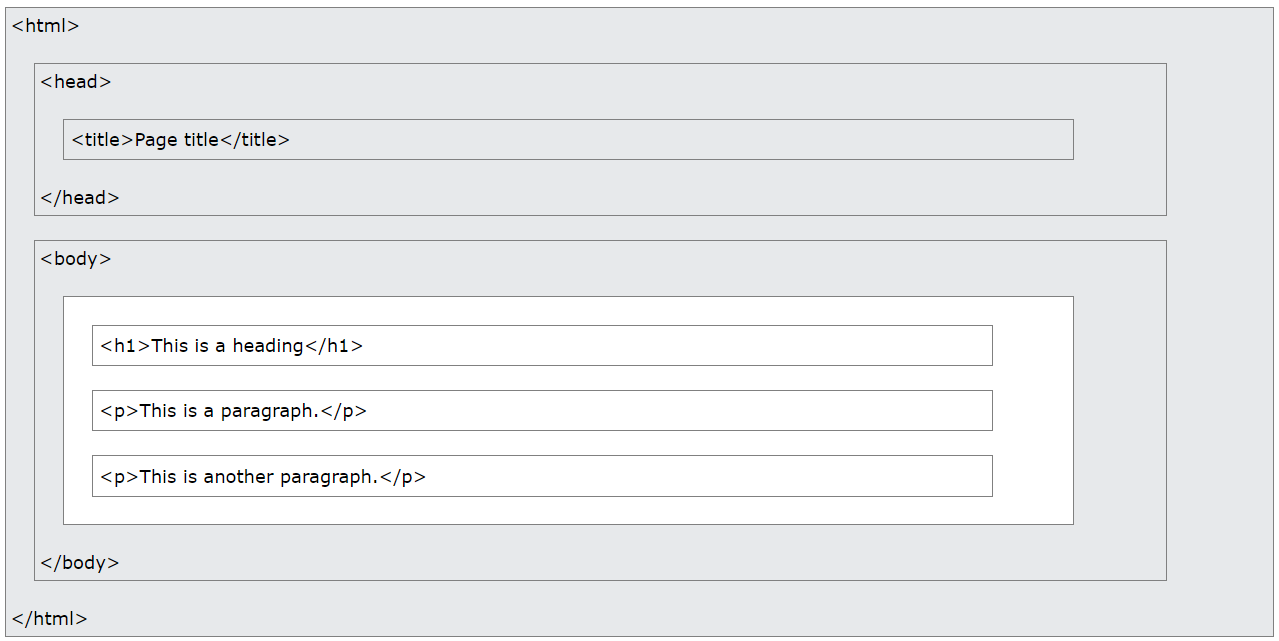 <html>
<head>
<title>Page title</title>
</head>
<body>
<h1>This is a heading</h1>
<p>This is a paragraph.</p>
<p>This is another paragraph.</p>
</body>
</html>